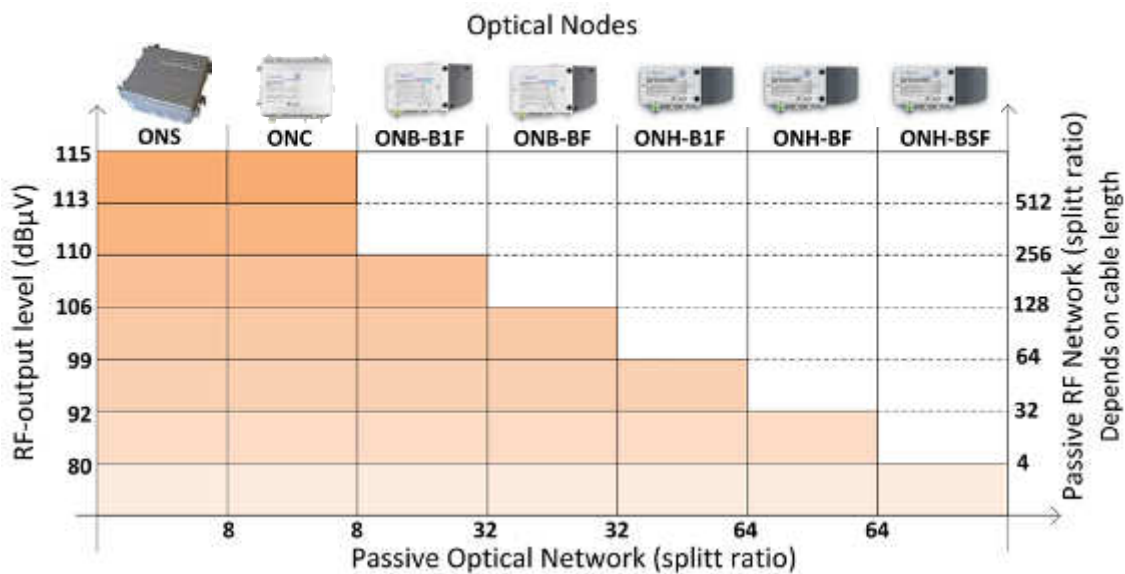 Optical Nodes
ONS ONC ONB-B1F ONB-BF ONH-B1F ONH-BF ONH-BSF
115
113 512
110 256
106 128
99 64
92 32
80 4
8 8 32 32 64 64
Passive Optical Network (splitt ratio)
RF-output level (dBµV)
Passive RF Network (splitt ratio)
Depends on cable length